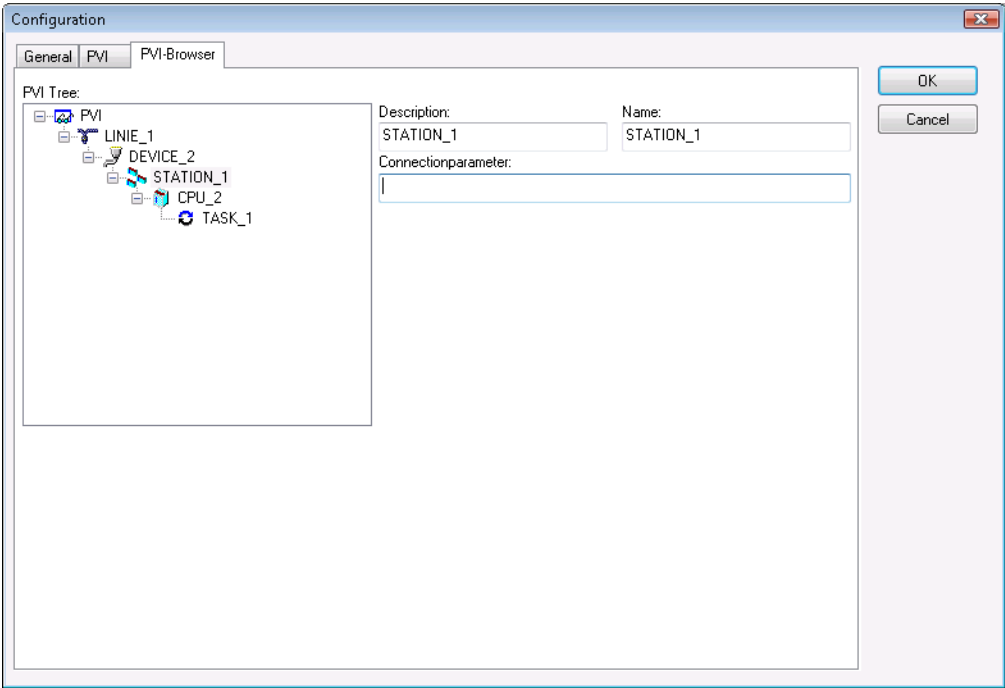 Configuration
General PVI PVI-Browser
PVI Tree:
PVI
LINIE_1
DEVICE_2
STATION_1
CPU_2
TASK_1
Description:
STATION_1
Name:
STATION_1
Connectionparameter:
OK
Cancel